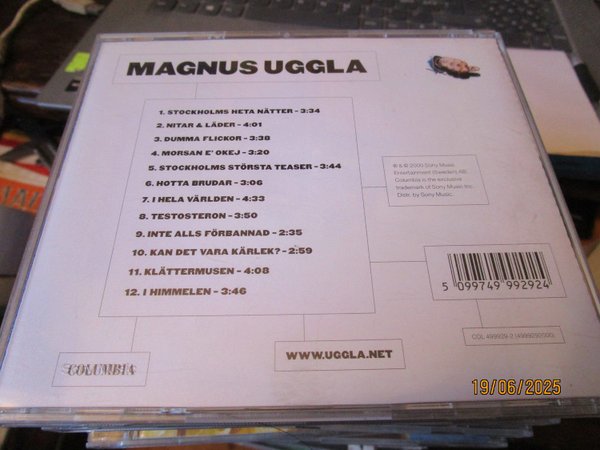 MAGNUS UGGLA
1. STOCKHOLMS HETA NÄTTER – 3:34
2. NITAR & LÄDER – 4:01
3. DUMMA FLICKOR – 3:38
4. MORSAN E' OKEJ – 3:20
5. STOCKHOLMS STÖRSTA TEASER – 3:44
6. HOTTA BRUDAR – 3:06
7. I HELA VÄRLDEN – 4:33
8. TESTOSTERON – 3:50
9. INTE ALLS FÖRBANNAD – 2:35
10. KAN DET VARA KÄRLEK? – 2:59
11. KLÄTTERMUSEN – 4:08
12. I HIMMELEN – 3:46
℗ & © 2000 Sony Music
Entertainment (Sweden) AB.
Columbia is the exclusive
trademark of Sony Music Inc.
Distr. by Sony Music.
5 099749 992924
COL 499929-2 (4999292000)
WWW.UGGLA.NET
COLUMBIA
19/06/2025